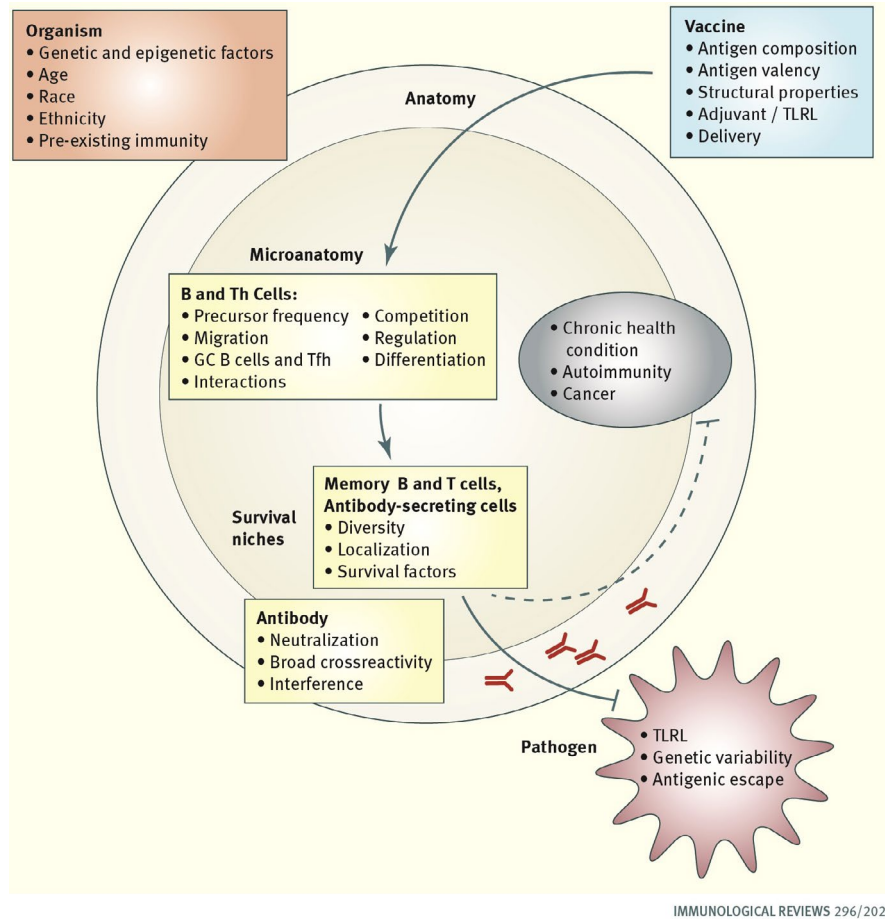 Organism
• Genetic and epigenetic factors
• Age
• Race
• Ethnicity
• Pre-existing immunity
Vaccine
• Antigen composition
• Antigen valency
• Structural properties
• Adjuvant / TLRL
• Delivery
Anatomy
Microanatomy
B and Th Cells:
• Precursor frequency
• Migration
• GC B cells and Tfh
• Interactions
• Competition
• Regulation
• Differentiation
• Chronic health
condition
• Autoimmunity
• Cancer
Survival
niches
Memory B and T cells,
Antibody-secreting cells
• Diversity
• Localization
• Survival factors
Antibody
• Neutralization
• Broad crossreactivity
• Interference
Pathogen
• TLRL
• Genetic variability
• Antigenic escape
IMMUNOLOGICAL REVIEWS 296/202